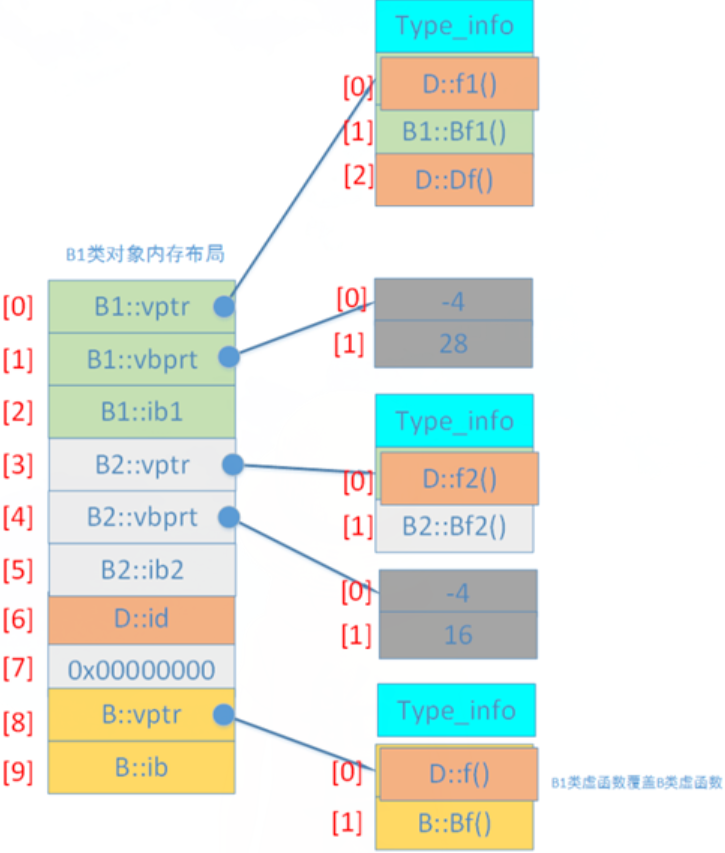 Type_info
[0] D::f1()
[1] B1::Bf1()
[2] D::Df()
B1类对象内存布局
[0] B1::vptr
[1] B1::vbprt
[2] B1::ib1
[3] B2::vptr
[4] B2::vbprt
[5] B2::ib2
[6] D::id
[7] 0x00000000
[8] B::vptr
[9] B::ib
[0] -4
[1] 28
Type_info
[0] D::f2()
[1] B2::Bf2()
[0] -4
[1] 16
Type_info
[0] D::f()
[1] B::Bf()
B1类虚函数覆盖B类虚函数